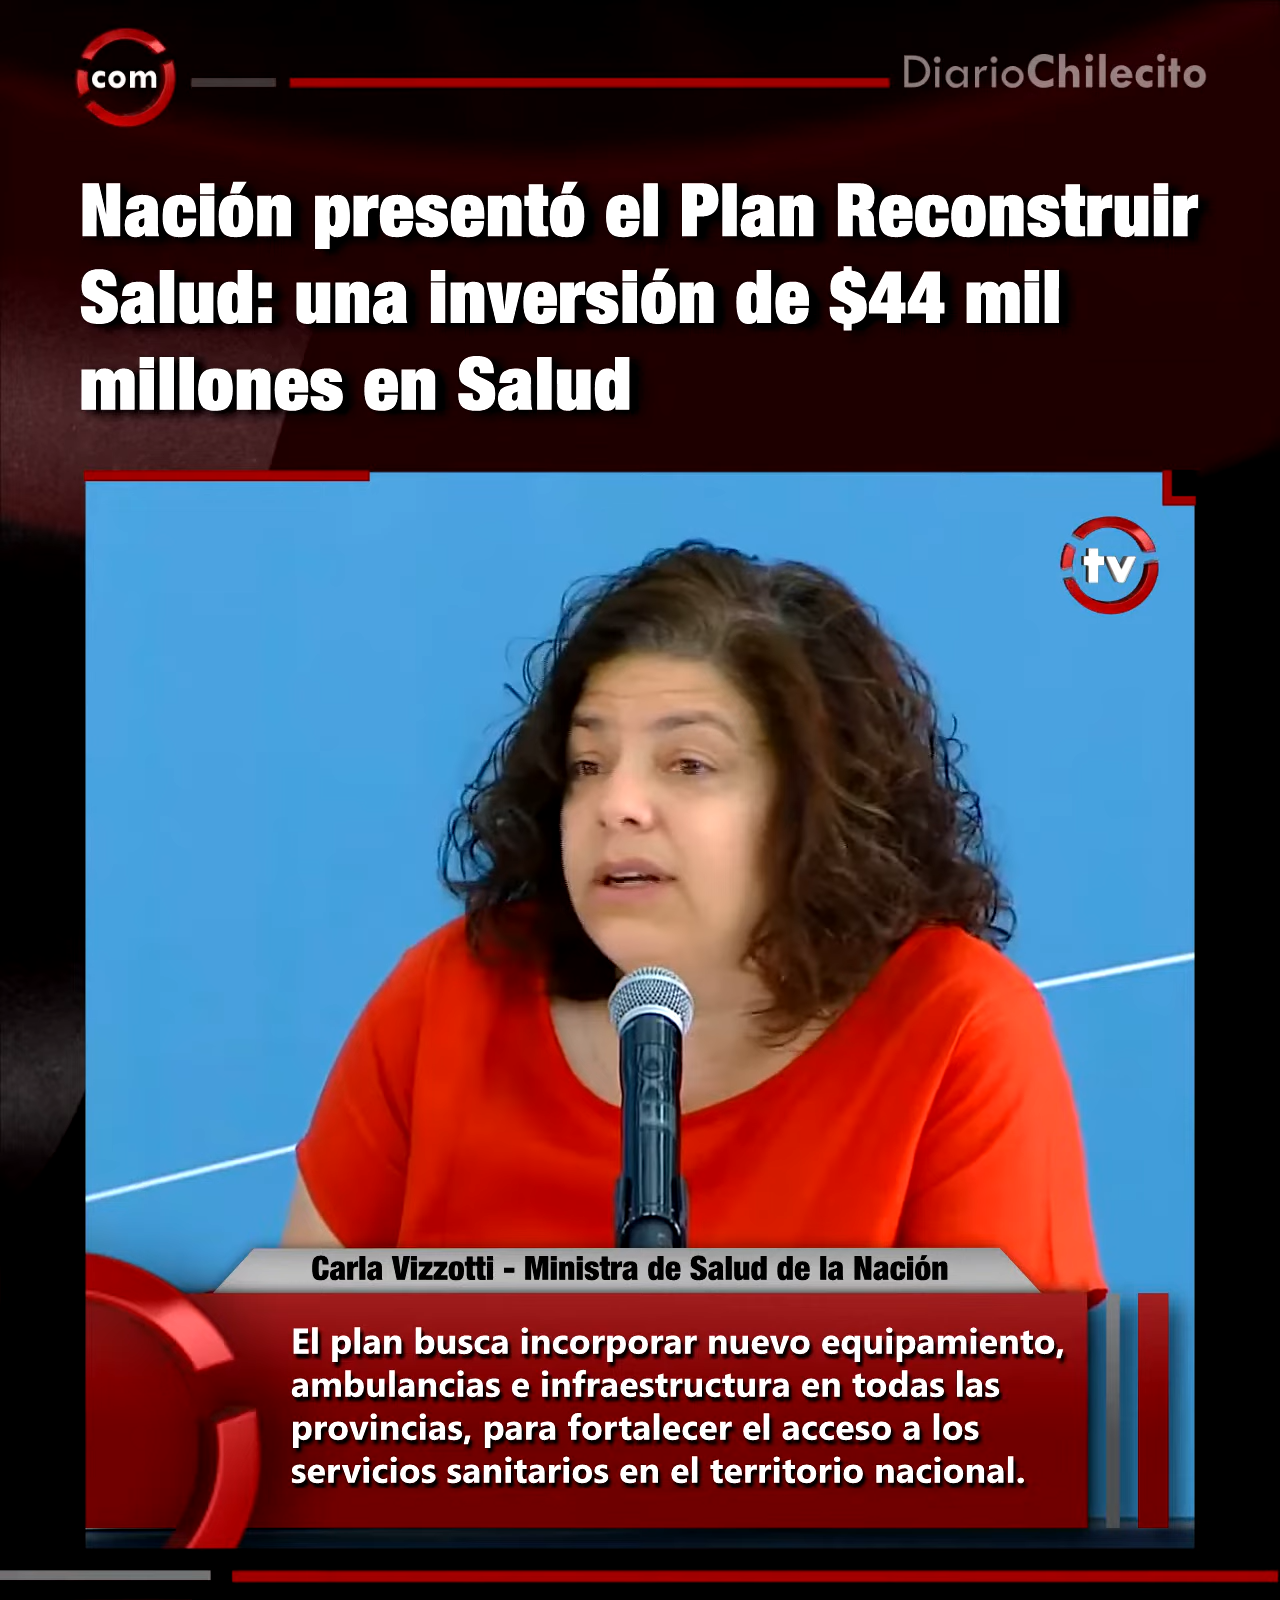 com
DiarioChilecito
Nación presentó el Plan Reconstruir
Salud: una inversión de $44 mil
millones en Salud
tv
Carla Vizzotti - Ministra de Salud de la Nación
El plan busca incorporar nuevo equipamiento,
ambulancias e infraestructura en todas las
provincias, para fortalecer el acceso a los
servicios sanitarios en el territorio nacional.